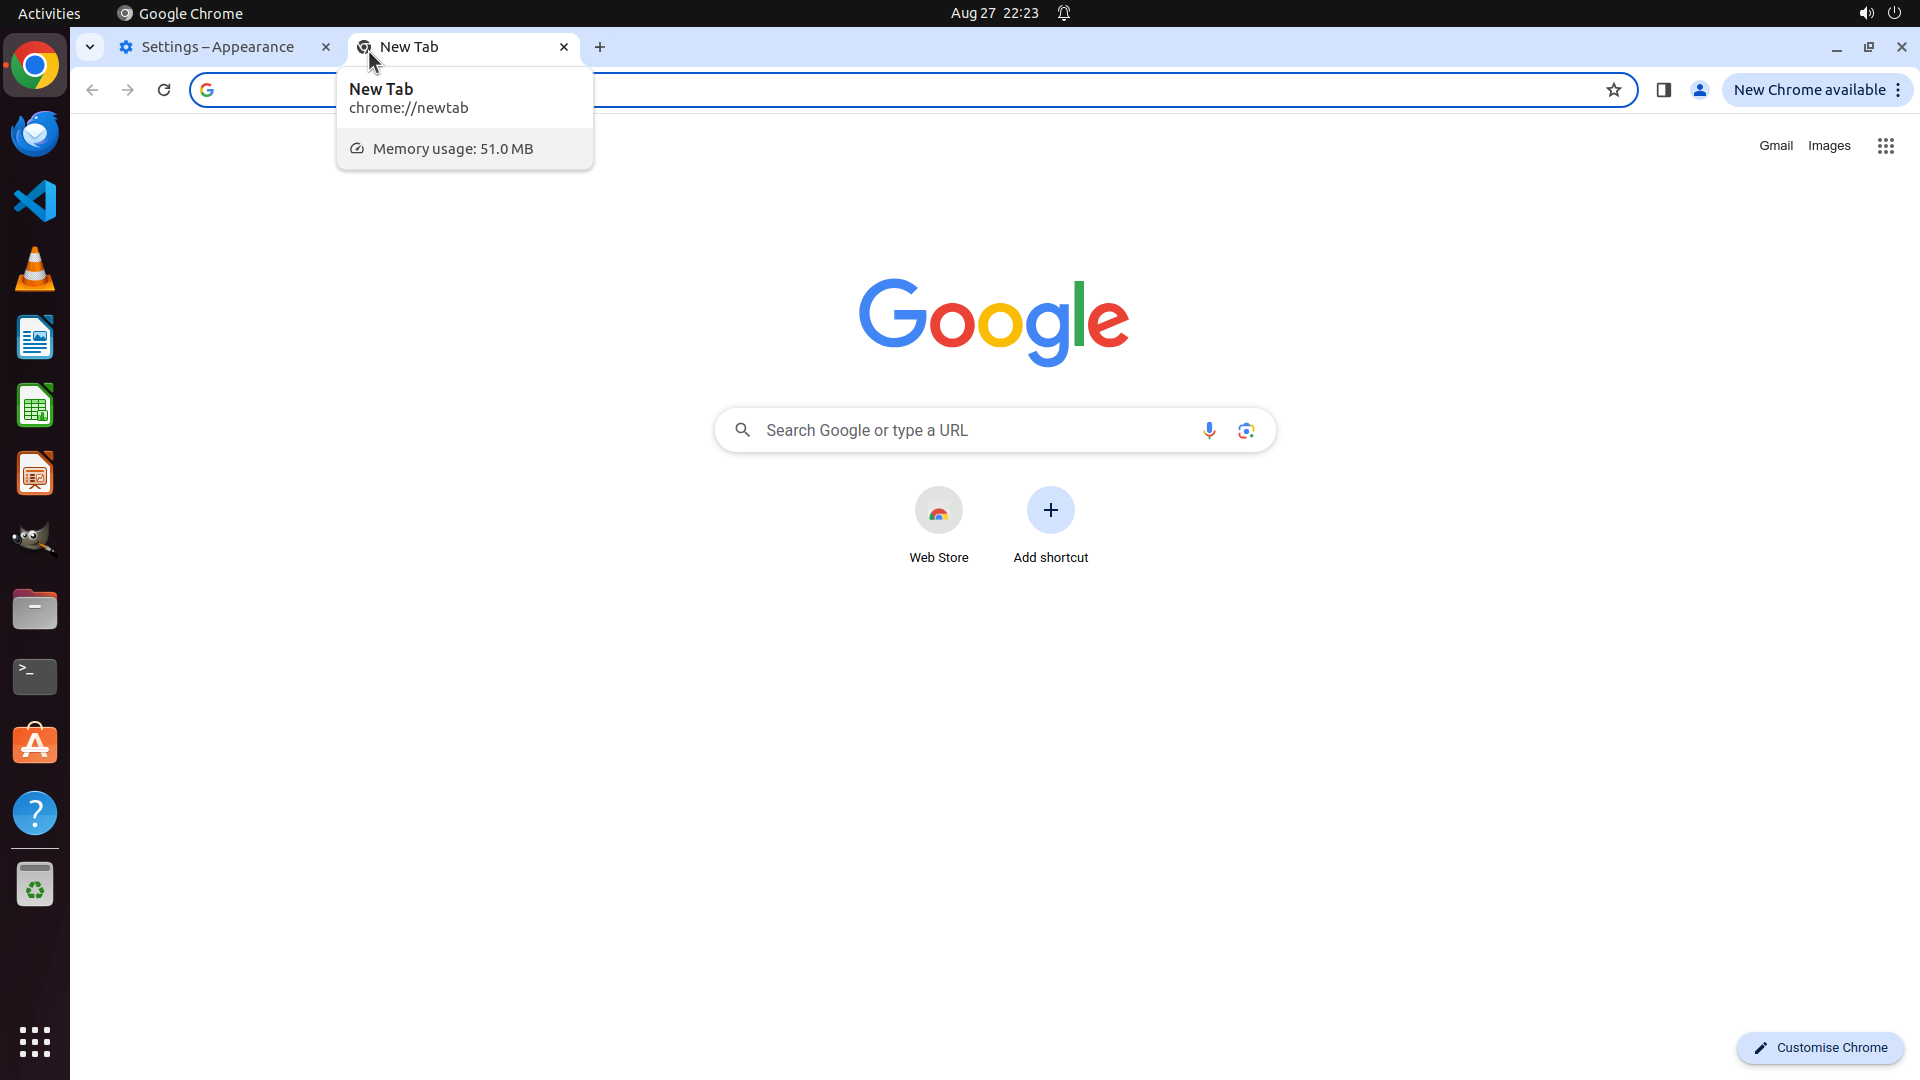 Activities
Google Chrome
Aug 27 22:23
Settings – Appearance
New Tab
New Chrome available
New Tab
chrome://newtab
Memory usage: 51.0 MB
Gmail
Images
Google
Search Google or type a URL
Web Store
Add shortcut
Customise Chrome